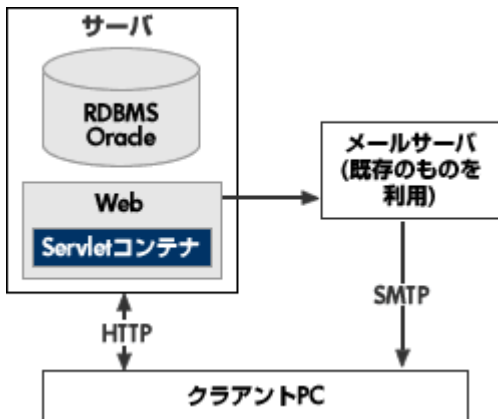 サーバ
RDBMS
Oracle
Web
Servletコンテナ
メールサーバ
(既存のものを
利用)
HTTP
SMTP
クラアントPC